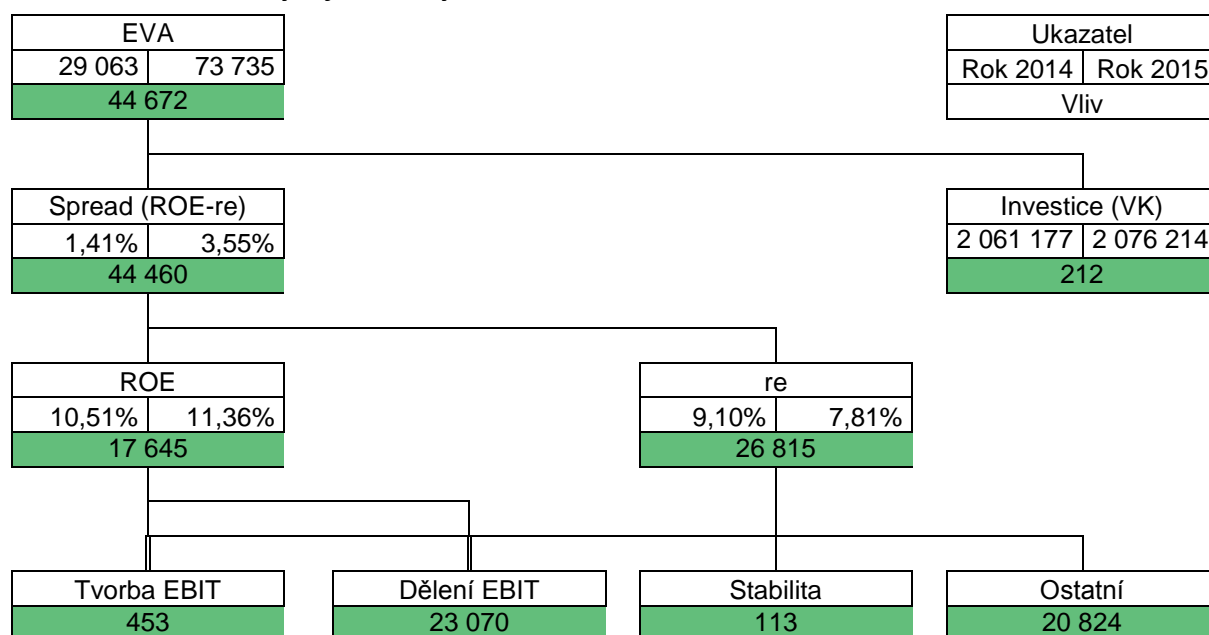 EVA
29 063 73 735
44 672
Ukazatel
Rok 2014 Rok 2015
Vliv
Spread (ROE-re)
1,41% 3,55%
44 460
Investice (VK)
2 061 177 2 076 214
212
ROE
10,51% 11,36%
17 645
re
9,10% 7,81%
26 815
Tvorba EBIT
453
Dělení EBIT
23 070
Stabilita
113
Ostatní
20 824